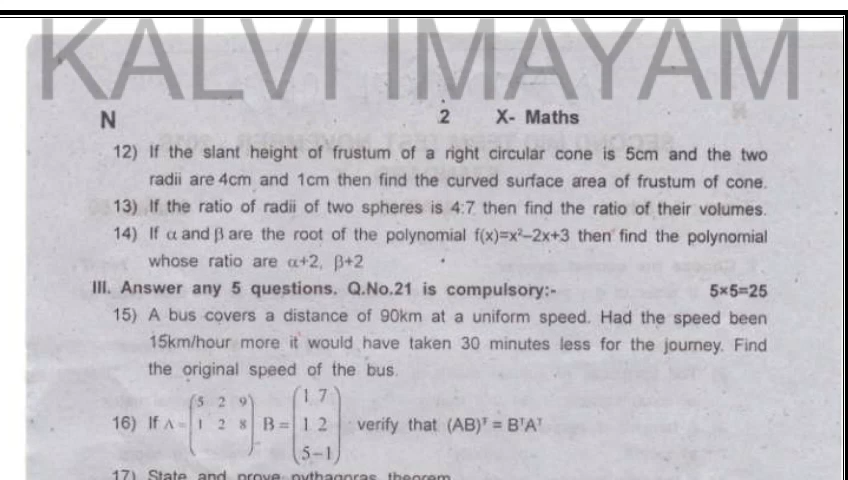 KALVI IMAYAM
N 2 X- Maths
12) If the slant height of frustum of a right circular cone is 5cm and the two
radii are 4cm and 1cm then find the curved surface area of frustum of cone.
13) If the ratio of radii of two spheres is 4:7 then find the ratio of their volumes.
14) If α and β are the root of the polynomial f(x)=x²–2x+3 then find the polynomial
whose ratio are α+2, β+2
III. Answer any 5 questions. Q.No.21 is compulsory:- 5×5=25
15) A bus covers a distance of 90km at a uniform speed. Had the speed been
15km/hour more it would have taken 30 minutes less for the journey. Find
the original speed of the bus.
16) If A = (5 2 9 / 1 2 8) B = (1 7 / 1 2 / 5 –1) verify that (AB)ᵀ = BᵀAᵀ
17) State and prove pythagoras theorem